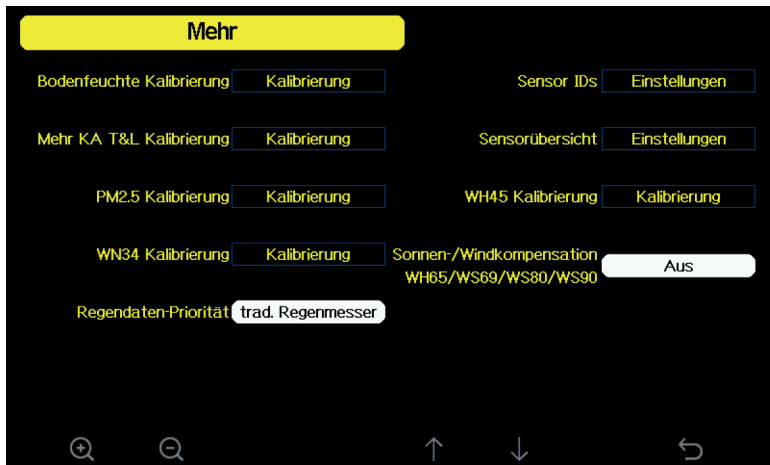 Mehr
Bodenfeuchte Kalibrierung Kalibrierung Sensor IDs Einstellungen
Mehr KA T&L Kalibrierung Kalibrierung Sensorübersicht Einstellungen
PM2.5 Kalibrierung Kalibrierung WH45 Kalibrierung Kalibrierung
WN34 Kalibrierung Kalibrierung Sonnen-/Windkompensation
WH65/WS69/WS80/WS90 Aus
Regendaten-Priorität trad. Regenmesser